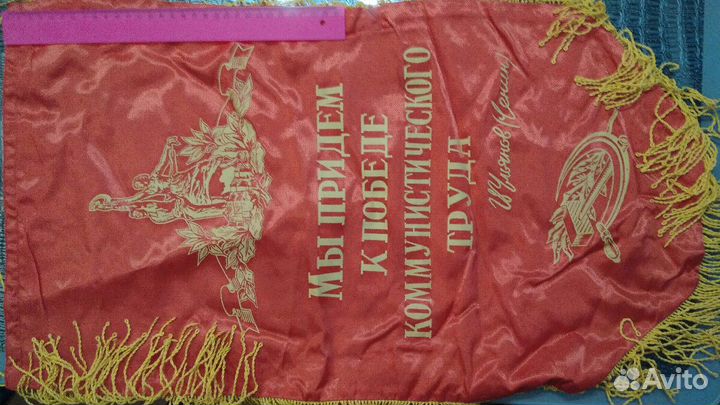 МЫ ПРИДЕМ
К ПОБЕДЕ
КОММУНИСТИЧЕСКОГО
ТРУДА
В. Ульянов (Ленин)
Avito